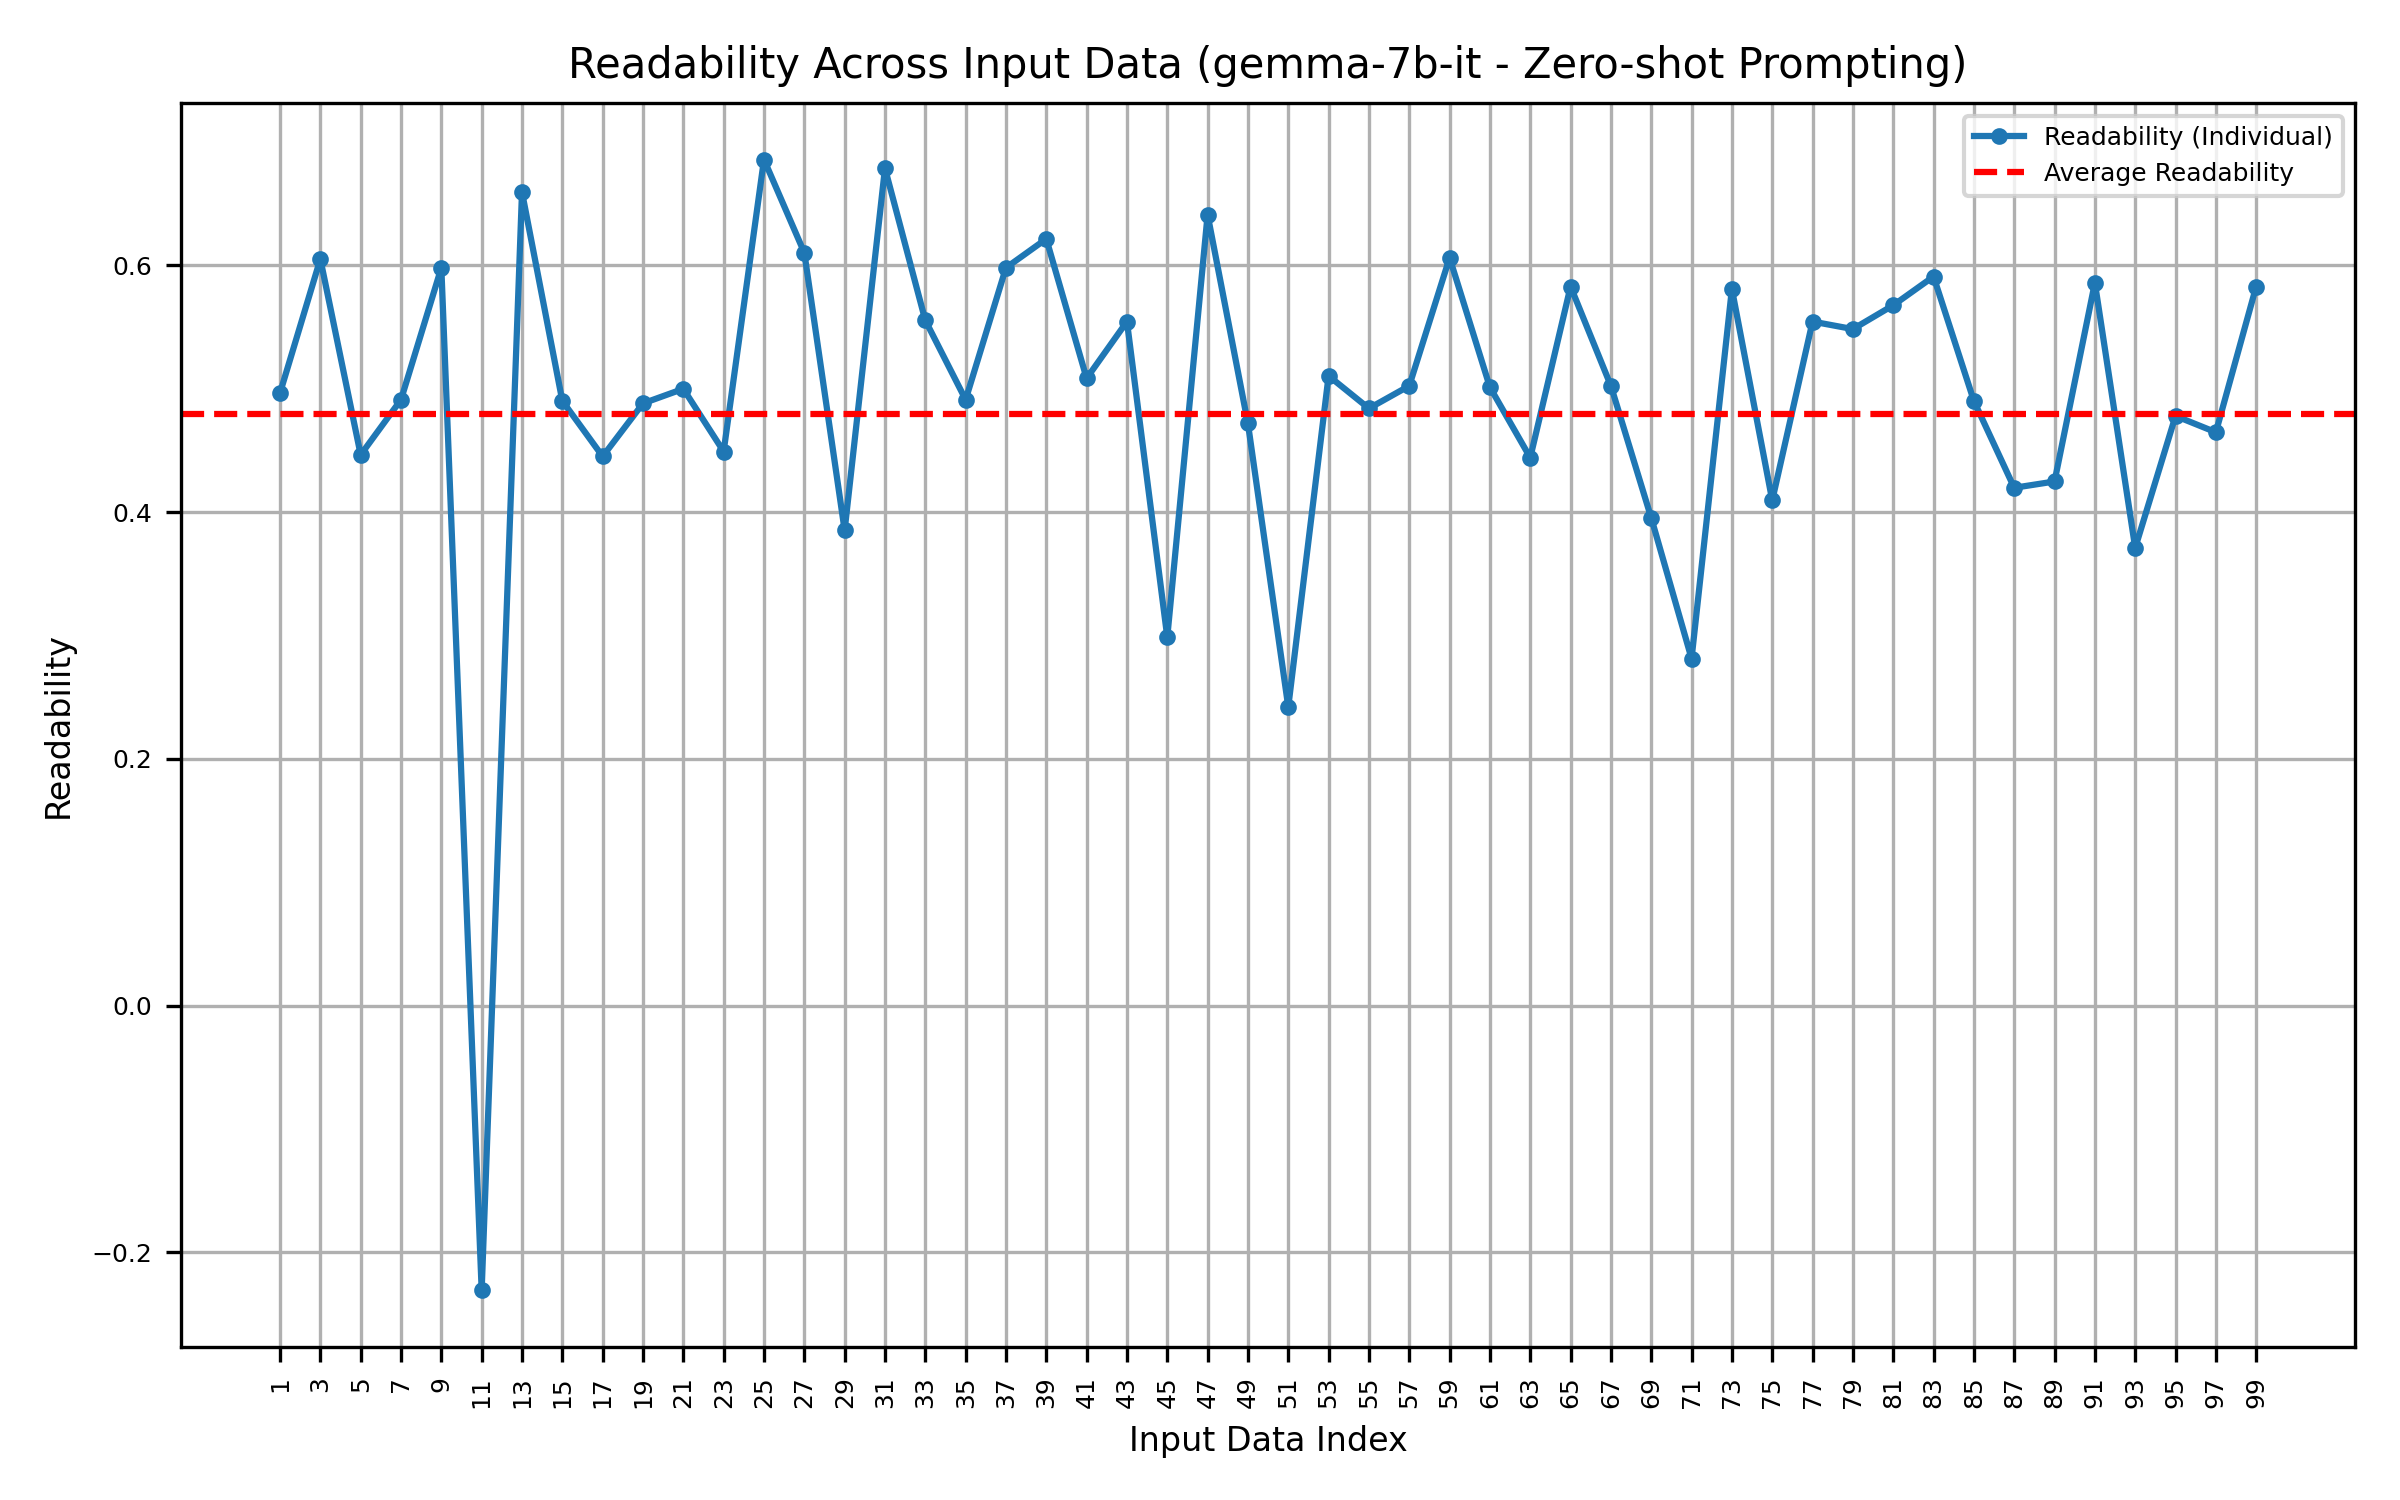 Readability Across Input Data (gemma-7b-it - Zero-shot Prompting)
Readability (Individual)
Average Readability
Readability
0.6
0.4
0.2
0.0
−0.2
1 3 5 7 9 11 13 15 17 19 21 23 25 27 29 31 33 35 37 39 41 43 45 47 49 51 53 55 57 59 61 63 65 67 69 71 73 75 77 79 81 83 85 87 89 91 93 95 97 99
Input Data Index